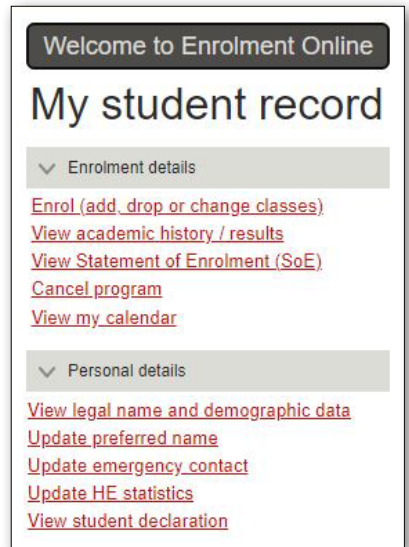 Welcome to Enrolment Online
My student record
Enrolment details
Enrol (add, drop or change classes)
View academic history / results
View Statement of Enrolment (SoE)
Cancel program
View my calendar
Personal details
View legal name and demographic data
Update preferred name
Update emergency contact
Update HE statistics
View student declaration